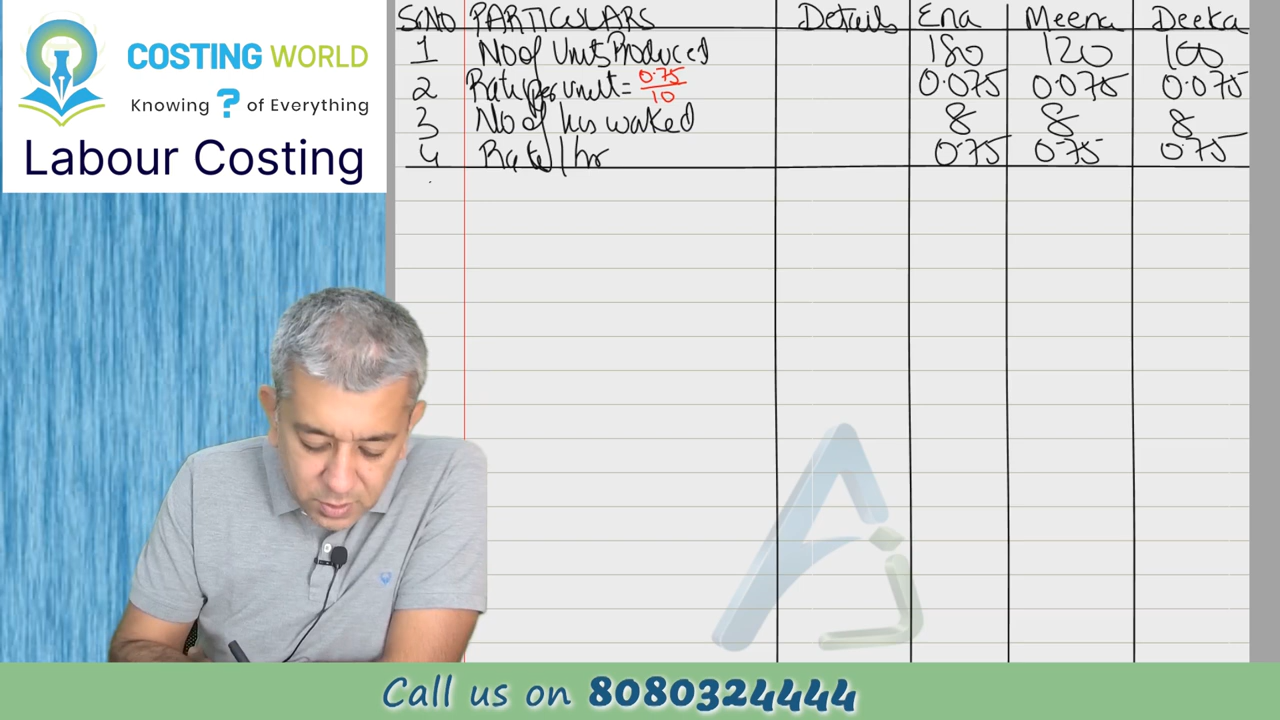 COSTING WORLD
Knowing ? of Everything
Labour Costing
Sr.NO PARTICULARS Details Ena Meena Deeka
1 No of Units Produced 180 120 100
2 Rate per unit = 0.75/10 0.075 0.075 0.075
3 No of hrs worked 8 8 8
4 Rate/hr 0.75 0.75 0.75
Call us on 8080324444